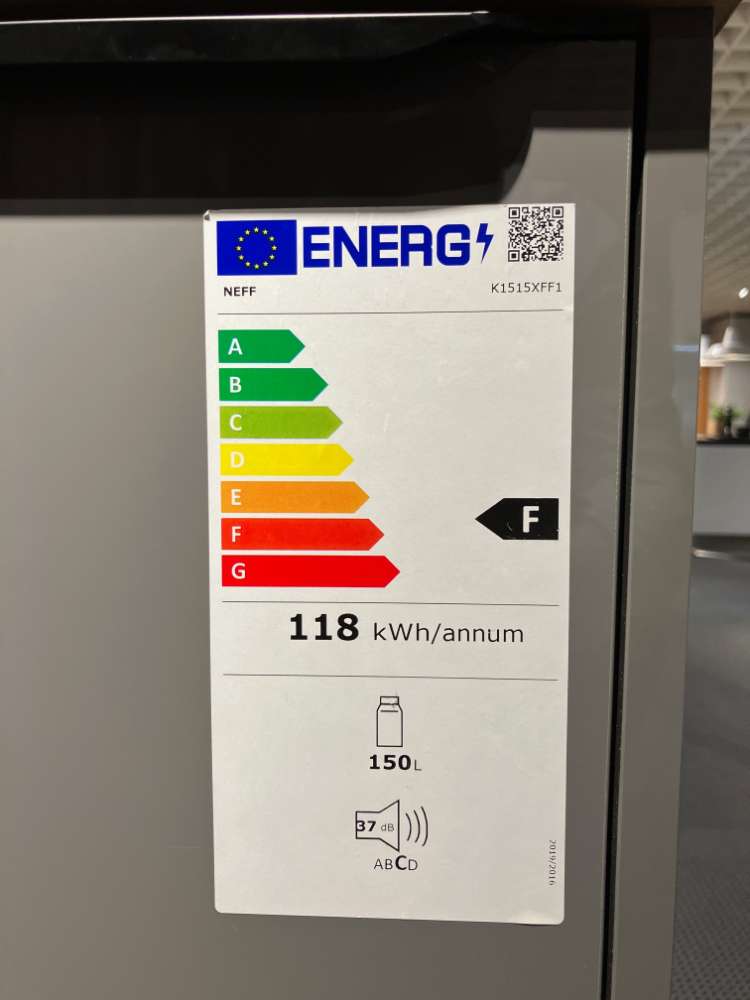 ENERG
NEFF K1515XFF1
A
B
C
D
E
F
F
G
118 kWh/annum
150L
37 dB
ABCD
2019/2016